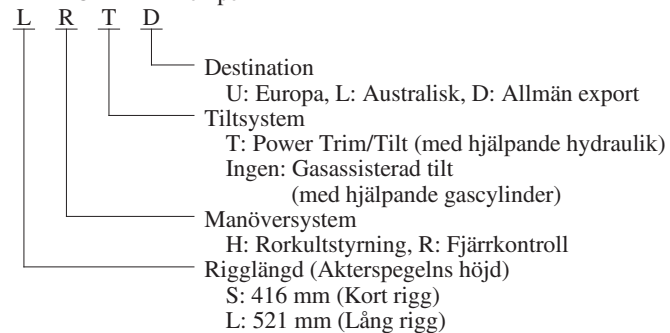 L R T D
Destination
U: Europa, L: Australisk, D: Allmän export
Tiltsystem
T: Power Trim/Tilt (med hjälpande hydraulik)
Ingen: Gasassisterad tilt
(med hjälpande gascylinder)
Manöversystem
H: Rorkultstyrning, R: Fjärrkontroll
Rigglängd (Akterspegelns höjd)
S: 416 mm (Kort rigg)
L: 521 mm (Lång rigg)